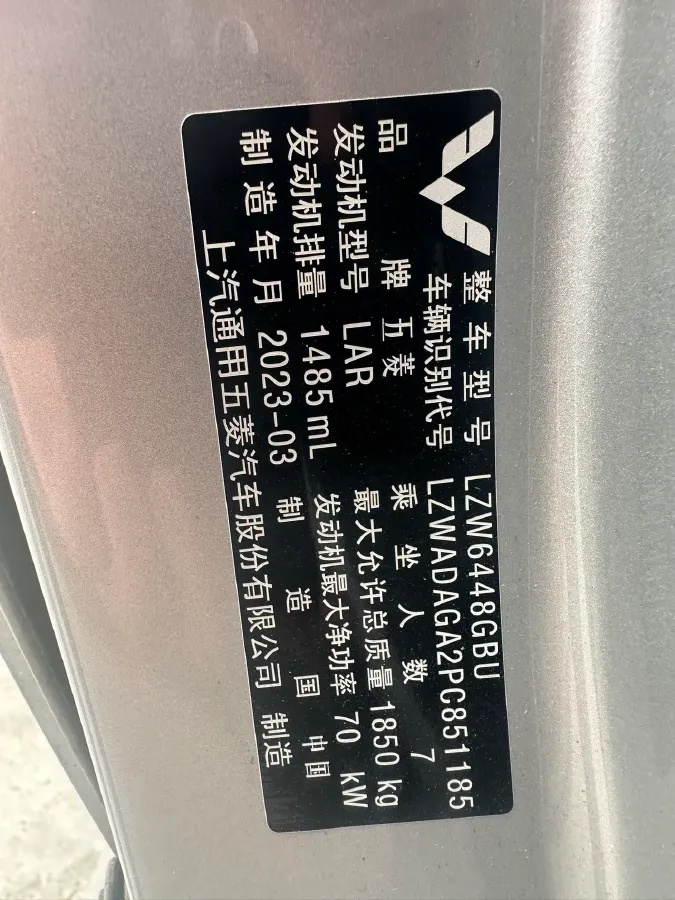 整车型号 LZW6448GBU
车辆识别代号 LZWADAGA2PC851185
品牌 五菱 乘坐人数 7
发动机型号 LAR 最大允许总质量 1850 kg
发动机排量 1485 mL 发动机最大净功率 70 kW
制造年月 2023-03 制造国 中国
上汽通用五菱汽车股份有限公司 制造